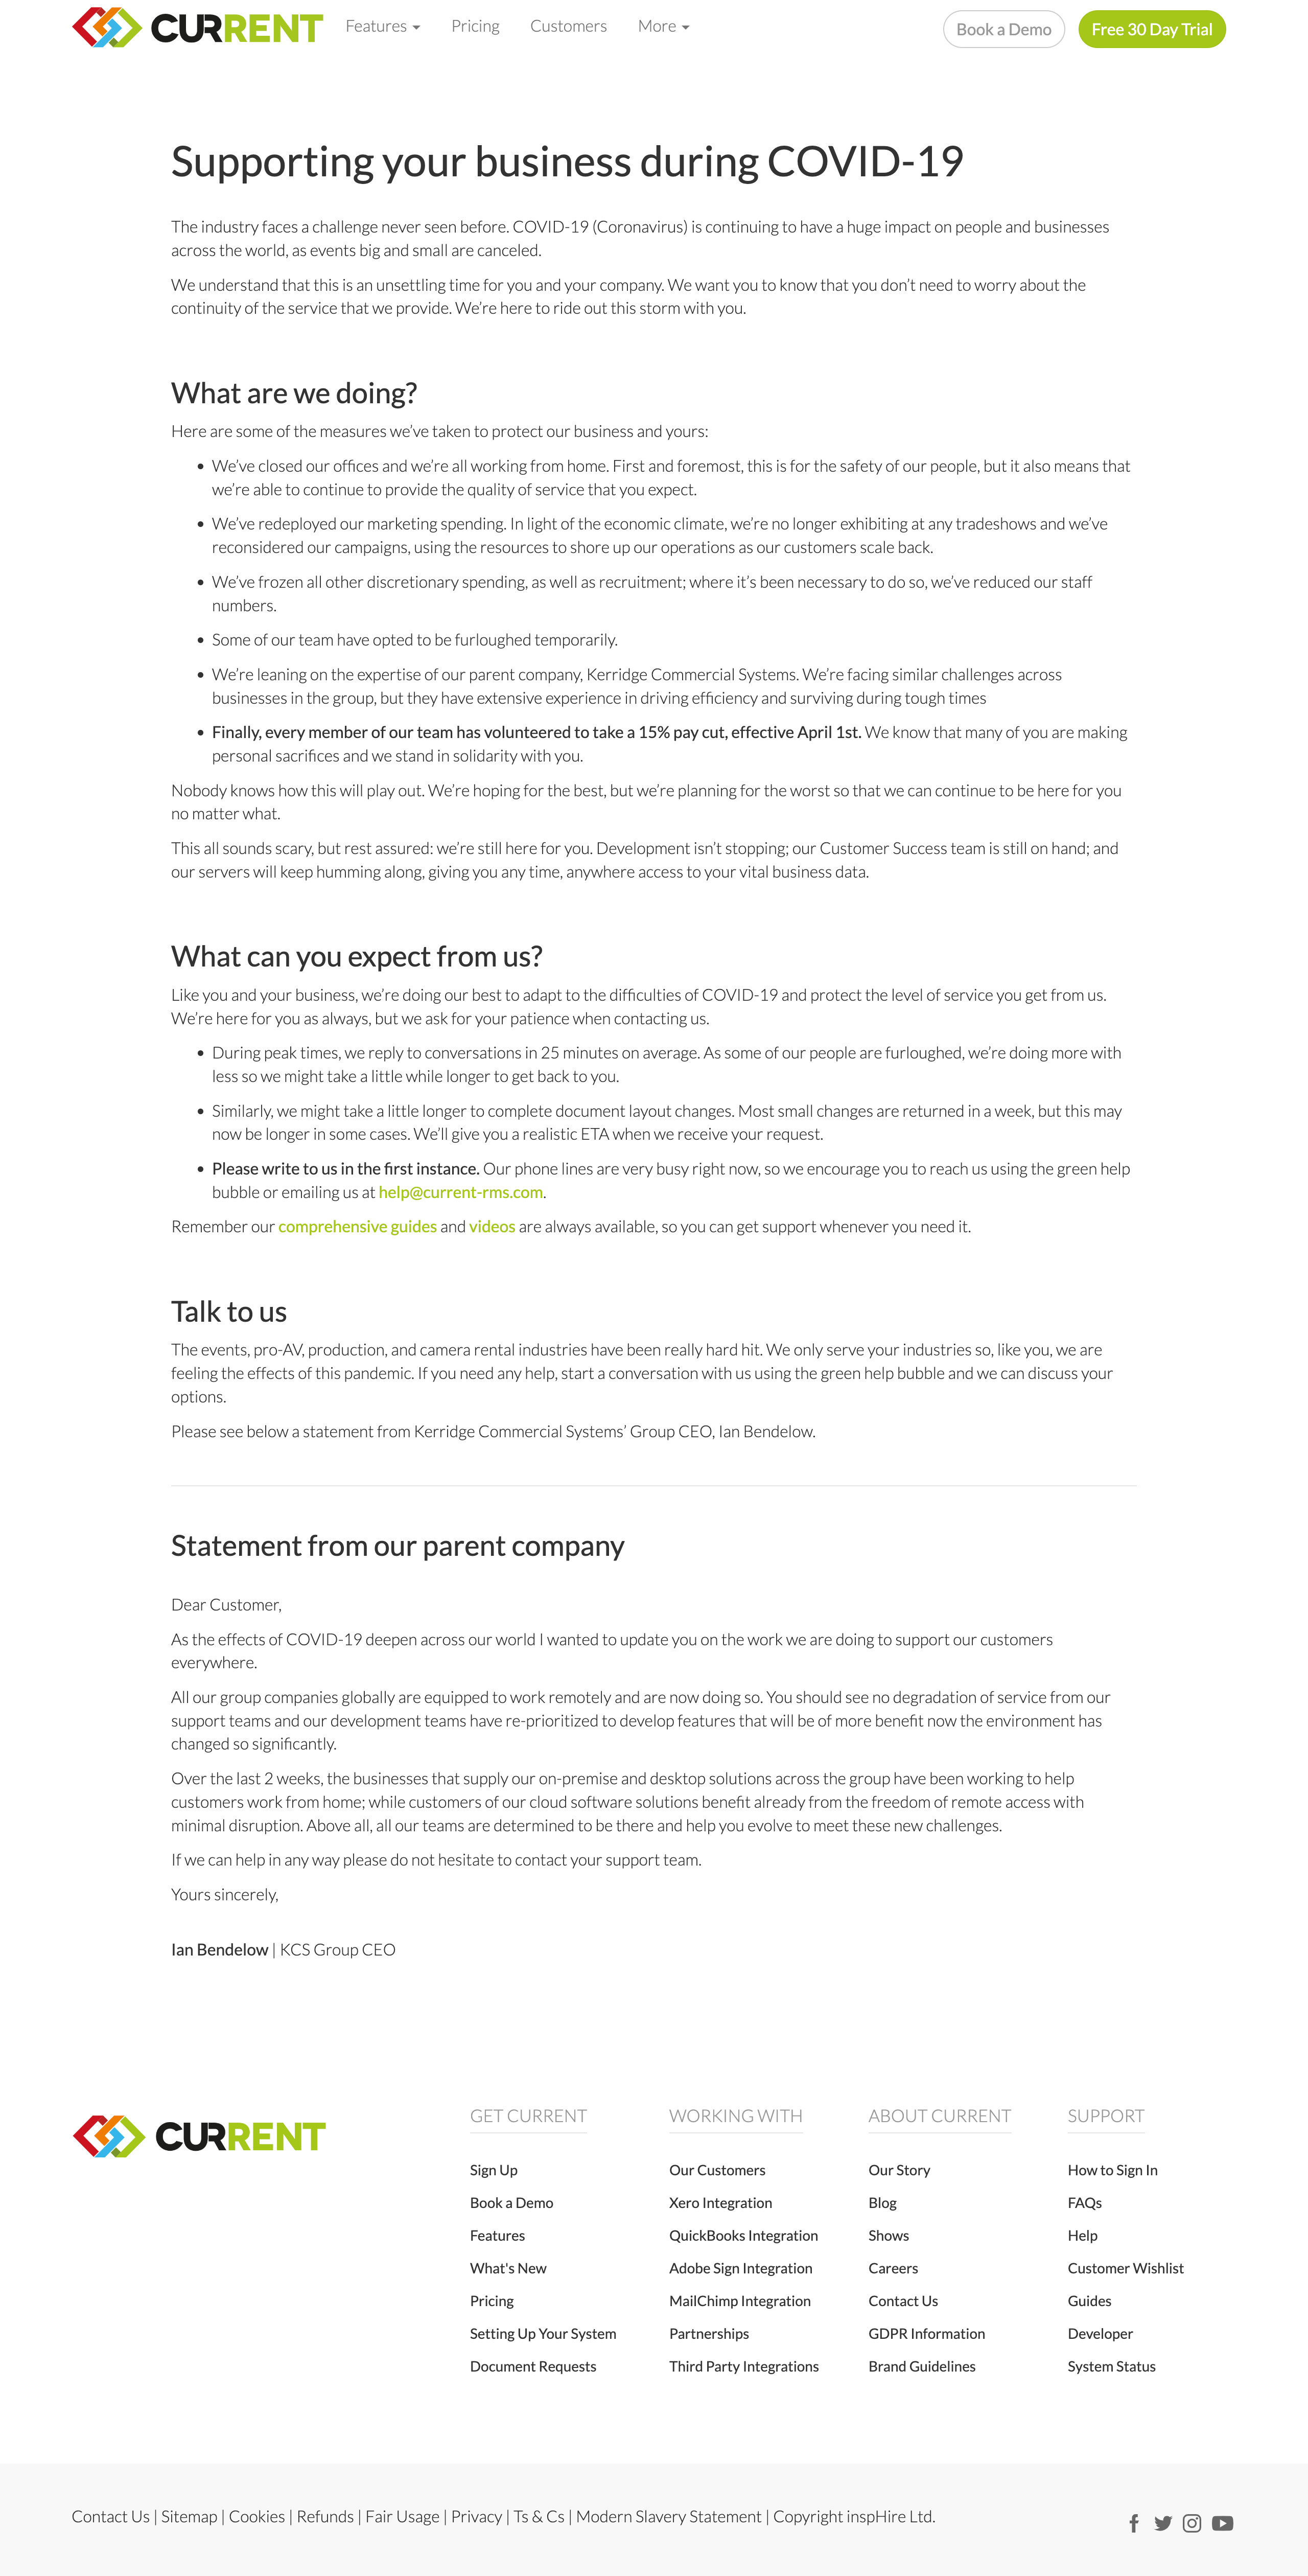 CURRENT
Features
Pricing
Customers
More
Book a Demo
Free 30 Day Trial
Supporting your business during COVID-19
The industry faces a challenge never seen before. COVID-19 (Coronavirus) is continuing to have a huge impact on people and businesses
across the world, as events big and small are canceled.
We understand that this is an unsettling time for you and your company. We want you to know that you don’t need to worry about the
continuity of the service that we provide. We’re here to ride out this storm with you.
What are we doing?
Here are some of the measures we’ve taken to protect our business and yours:
• We’ve closed our offices and we’re all working from home. First and foremost, this is for the safety of our people, but it also means that
we’re able to continue to provide the quality of service that you expect.
• We’ve redeployed our marketing spending. In light of the economic climate, we’re no longer exhibiting at any tradeshows and we’ve
reconsidered our campaigns, using the resources to shore up our operations as our customers scale back.
• We’ve frozen all other discretionary spending, as well as recruitment; where it’s been necessary to do so, we’ve reduced our staff
numbers.
• Some of our team have opted to be furloughed temporarily.
• We’re leaning on the expertise of our parent company, Kerridge Commercial Systems. We’re facing similar challenges across
businesses in the group, but they have extensive experience in driving efficiency and surviving during tough times
• Finally, every member of our team has volunteered to take a 15% pay cut, effective April 1st. We know that many of you are making
personal sacrifices and we stand in solidarity with you.
Nobody knows how this will play out. We’re hoping for the best, but we’re planning for the worst so that we can continue to be here for you
no matter what.
This all sounds scary, but rest assured: we’re still here for you. Development isn’t stopping; our Customer Success team is still on hand; and
our servers will keep humming along, giving you any time, anywhere access to your vital business data.
What can you expect from us?
Like you and your business, we’re doing our best to adapt to the difficulties of COVID-19 and protect the level of service you get from us.
We’re here for you as always, but we ask for your patience when contacting us.
• During peak times, we reply to conversations in 25 minutes on average. As some of our people are furloughed, we’re doing more with
less so we might take a little while longer to get back to you.
• Similarly, we might take a little longer to complete document layout changes. Most small changes are returned in a week, but this may
now be longer in some cases. We’ll give you a realistic ETA when we receive your request.
• Please write to us in the first instance. Our phone lines are very busy right now, so we encourage you to reach us using the green help
bubble or emailing us at help@current-rms.com.
Remember our comprehensive guides and videos are always available, so you can get support whenever you need it.
Talk to us
The events, pro-AV, production, and camera rental industries have been really hard hit. We only serve your industries so, like you, we are
feeling the effects of this pandemic. If you need any help, start a conversation with us using the green help bubble and we can discuss your
options.
Please see below a statement from Kerridge Commercial Systems’ Group CEO, Ian Bendelow.
Statement from our parent company
Dear Customer,
As the effects of COVID-19 deepen across our world I wanted to update you on the work we are doing to support our customers
everywhere.
All our group companies globally are equipped to work remotely and are now doing so. You should see no degradation of service from our
support teams and our development teams have re-prioritized to develop features that will be of more benefit now the environment has
changed so significantly.
Over the last 2 weeks, the businesses that supply our on-premise and desktop solutions across the group have been working to help
customers work from home; while customers of our cloud software solutions benefit already from the freedom of remote access with
minimal disruption. Above all, all our teams are determined to be there and help you evolve to meet these new challenges.
If we can help in any way please do not hesitate to contact your support team.
Yours sincerely,
Ian Bendelow | KCS Group CEO
CURRENT
GET CURRENT
Sign Up
Book a Demo
Features
What's New
Pricing
Setting Up Your System
Document Requests
WORKING WITH
Our Customers
Xero Integration
QuickBooks Integration
Adobe Sign Integration
MailChimp Integration
Partnerships
Third Party Integrations
ABOUT CURRENT
Our Story
Blog
Shows
Careers
Contact Us
GDPR Information
Brand Guidelines
SUPPORT
How to Sign In
FAQs
Help
Customer Wishlist
Guides
Developer
System Status
Contact Us | Sitemap | Cookies | Refunds | Fair Usage | Privacy | Ts & Cs | Modern Slavery Statement | Copyright inspHire Ltd.